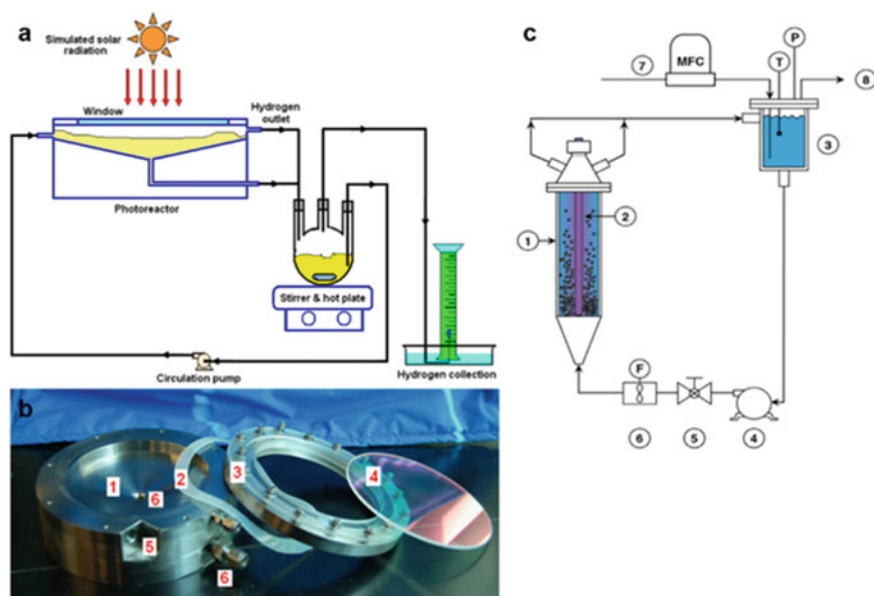 a
Simulated solar
radiation
Window
Hydrogen
outlet
Photoreactor
Stirrer & hot plate
Circulation pump
Hydrogen collection
b
1
2
3
4
5
6
6
c
7
MFC
T
P
8
3
1
2
F
6
5
4